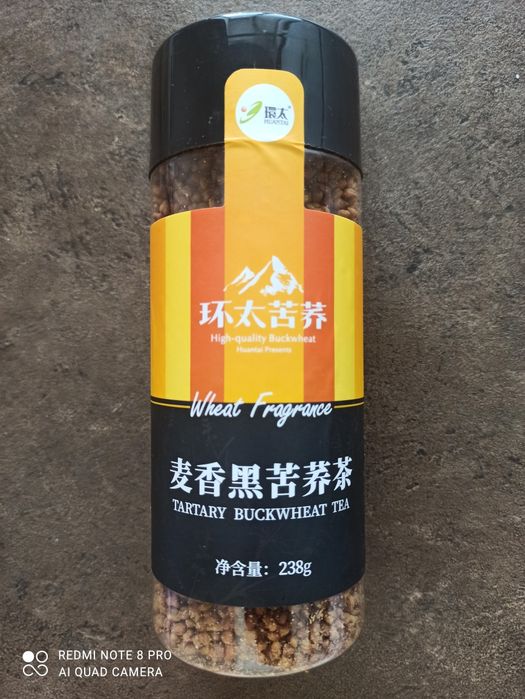 環太
HUANTAI
环太苦荞
High-quality Buckwheat
Huantai Presents
Wheat Fragrance
麦香黑苦荞茶
TARTARY BUCKWHEAT TEA
净含量：238g
REDMI NOTE 8 PRO
AI QUAD CAMERA